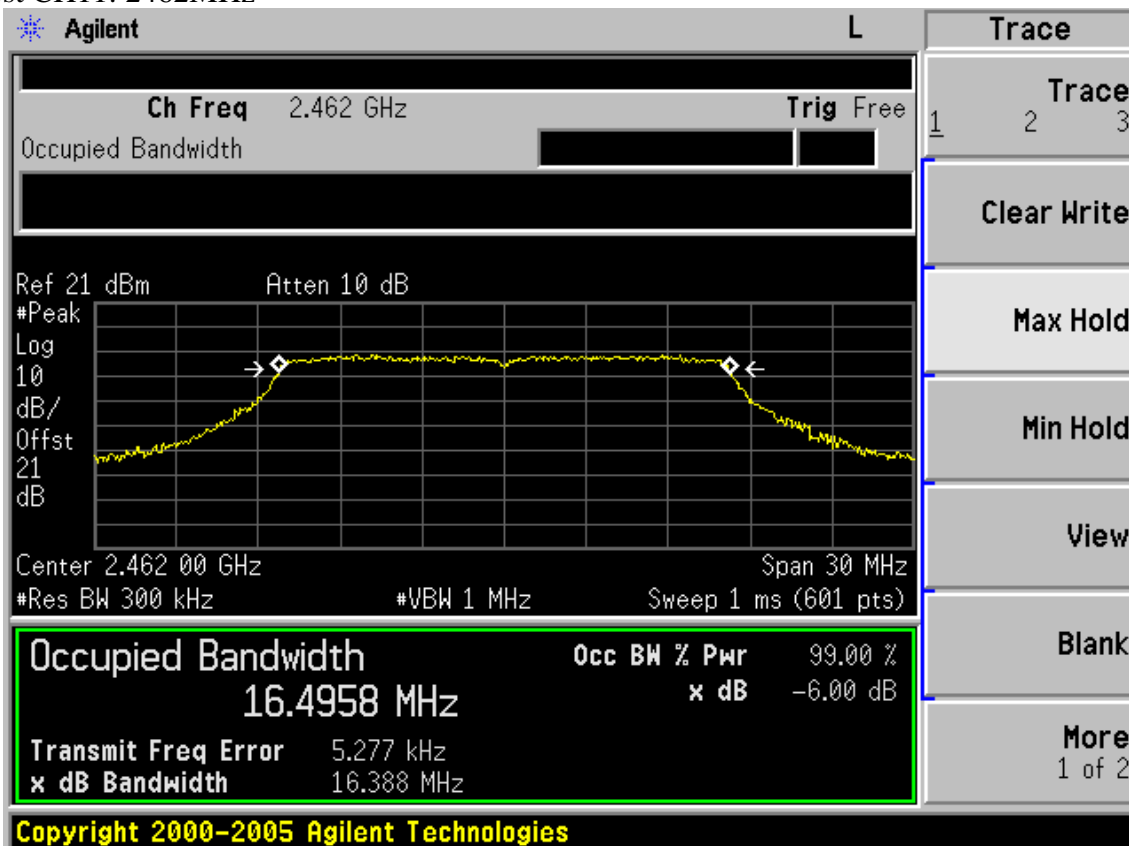 st CH11: 2462MHz
Agilent L Trace
Ch Freq 2.462 GHz Trig Free
Occupied Bandwidth
Trace
1 2 3
Clear Write
Ref 21 dBm Atten 10 dB
#Peak
Log
10
dB/
Offst
21
dB
Max Hold
Min Hold
View
Center 2.462 00 GHz Span 30 MHz
#Res BW 300 kHz #VBW 1 MHz Sweep 1 ms (601 pts)
Blank
Occupied Bandwidth Occ BW % Pwr 99.00 %
16.4958 MHz x dB -6.00 dB
Transmit Freq Error 5.277 kHz
x dB Bandwidth 16.388 MHz
More
1 of 2
Copyright 2000-2005 Agilent Technologies